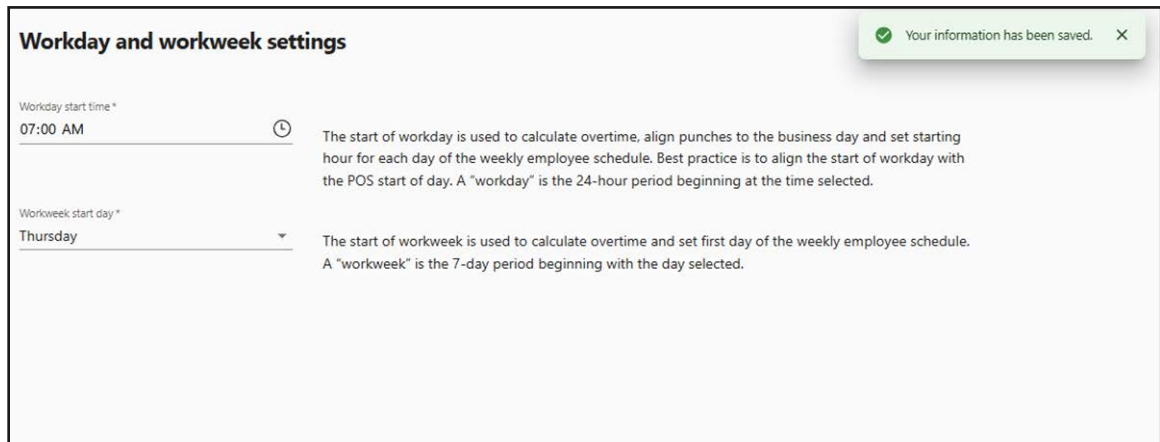 Workday and workweek settings
Your information has been saved.
Workday start time *
07:00 AM
The start of workday is used to calculate overtime, align punches to the business day and set starting
hour for each day of the weekly employee schedule. Best practice is to align the start of workday with
the POS start of day. A “workday” is the 24-hour period beginning at the time selected.
Workweek start day *
Thursday
The start of workweek is used to calculate overtime and set first day of the weekly employee schedule.
A “workweek” is the 7-day period beginning with the day selected.